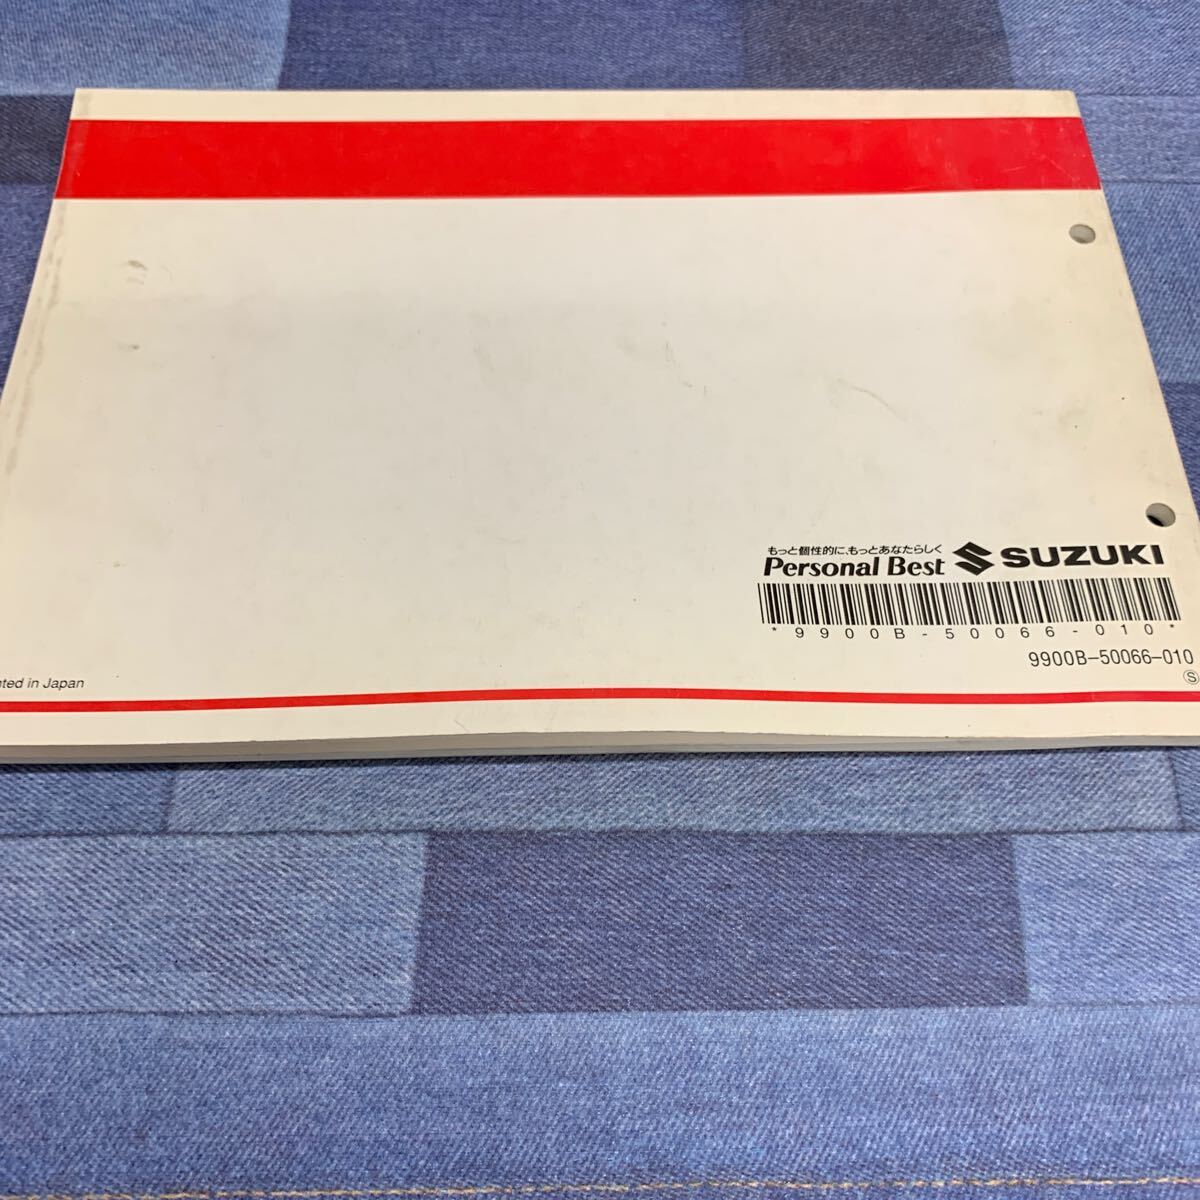 もっと個性的に、もっとあなたらしく
Personal Best SUZUKI
*9900B-50066-010*
9900B-50066-010
S
in Japan